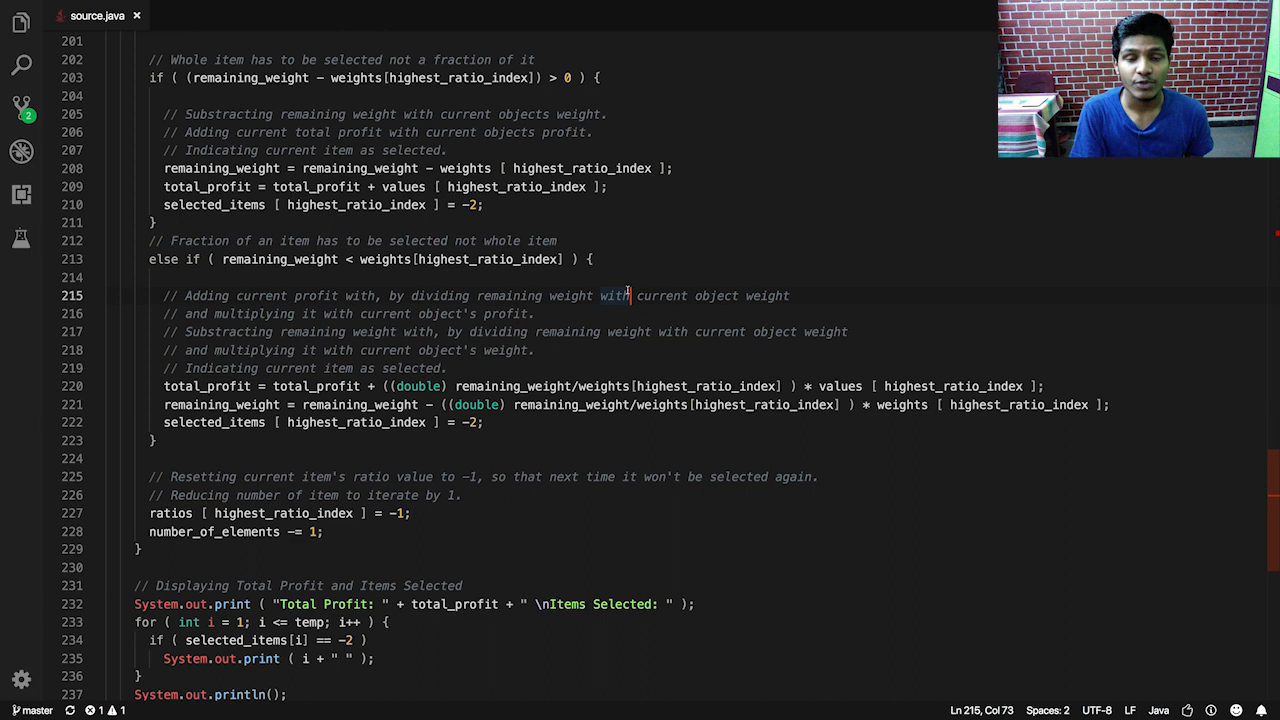 source.java
201
202 // Whole item has to be selected not a fraction of it
203 if ( (remaining_weight - weights[highest_ratio_index]) > 0 ) {
204
205 // Substracting remaining weight with current objects weight.
206 // Adding current total profit with current objects profit.
207 // Indicating current item as selected.
208 remaining_weight = remaining_weight - weights [ highest_ratio_index ];
209 total_profit = total_profit + values [ highest_ratio_index ];
210 selected_items [ highest_ratio_index ] = -2;
211 }
212 // Fraction of an item has to be selected not whole item
213 else if ( remaining_weight < weights[highest_ratio_index] ) {
214
215 // Adding current profit with, by dividing remaining weight with current object weight
216 // and multiplying it with current object's profit.
217 // Substracting remaining weight with, by dividing remaining weight with current object weight
218 // and multiplying it with current object's weight.
219 // Indicating current item as selected.
220 total_profit = total_profit + ((double) remaining_weight/weights[highest_ratio_index] ) * values [ highest_ratio_index ];
221 remaining_weight = remaining_weight - ((double) remaining_weight/weights[highest_ratio_index] ) * weights [ highest_ratio_index ];
222 selected_items [ highest_ratio_index ] = -2;
223 }
224
225 // Resetting current item's ratio value to -1, so that next time it won't be selected again.
226 // Reducing number of item to iterate by 1.
227 ratios [ highest_ratio_index ] = -1;
228 number_of_elements -= 1;
229 }
230
231 // Displaying Total Profit and Items Selected
232 System.out.print ( "Total Profit: " + total_profit + " \nItems Selected: " );
233 for ( int i = 1; i <= temp; i++ ) {
234 if ( selected_items[i] == -2 )
235 System.out.print ( i + " " );
236 }
237 System.out.println();
2
master 1 1 Ln 215, Col 73 Spaces: 2 UTF-8 LF Java